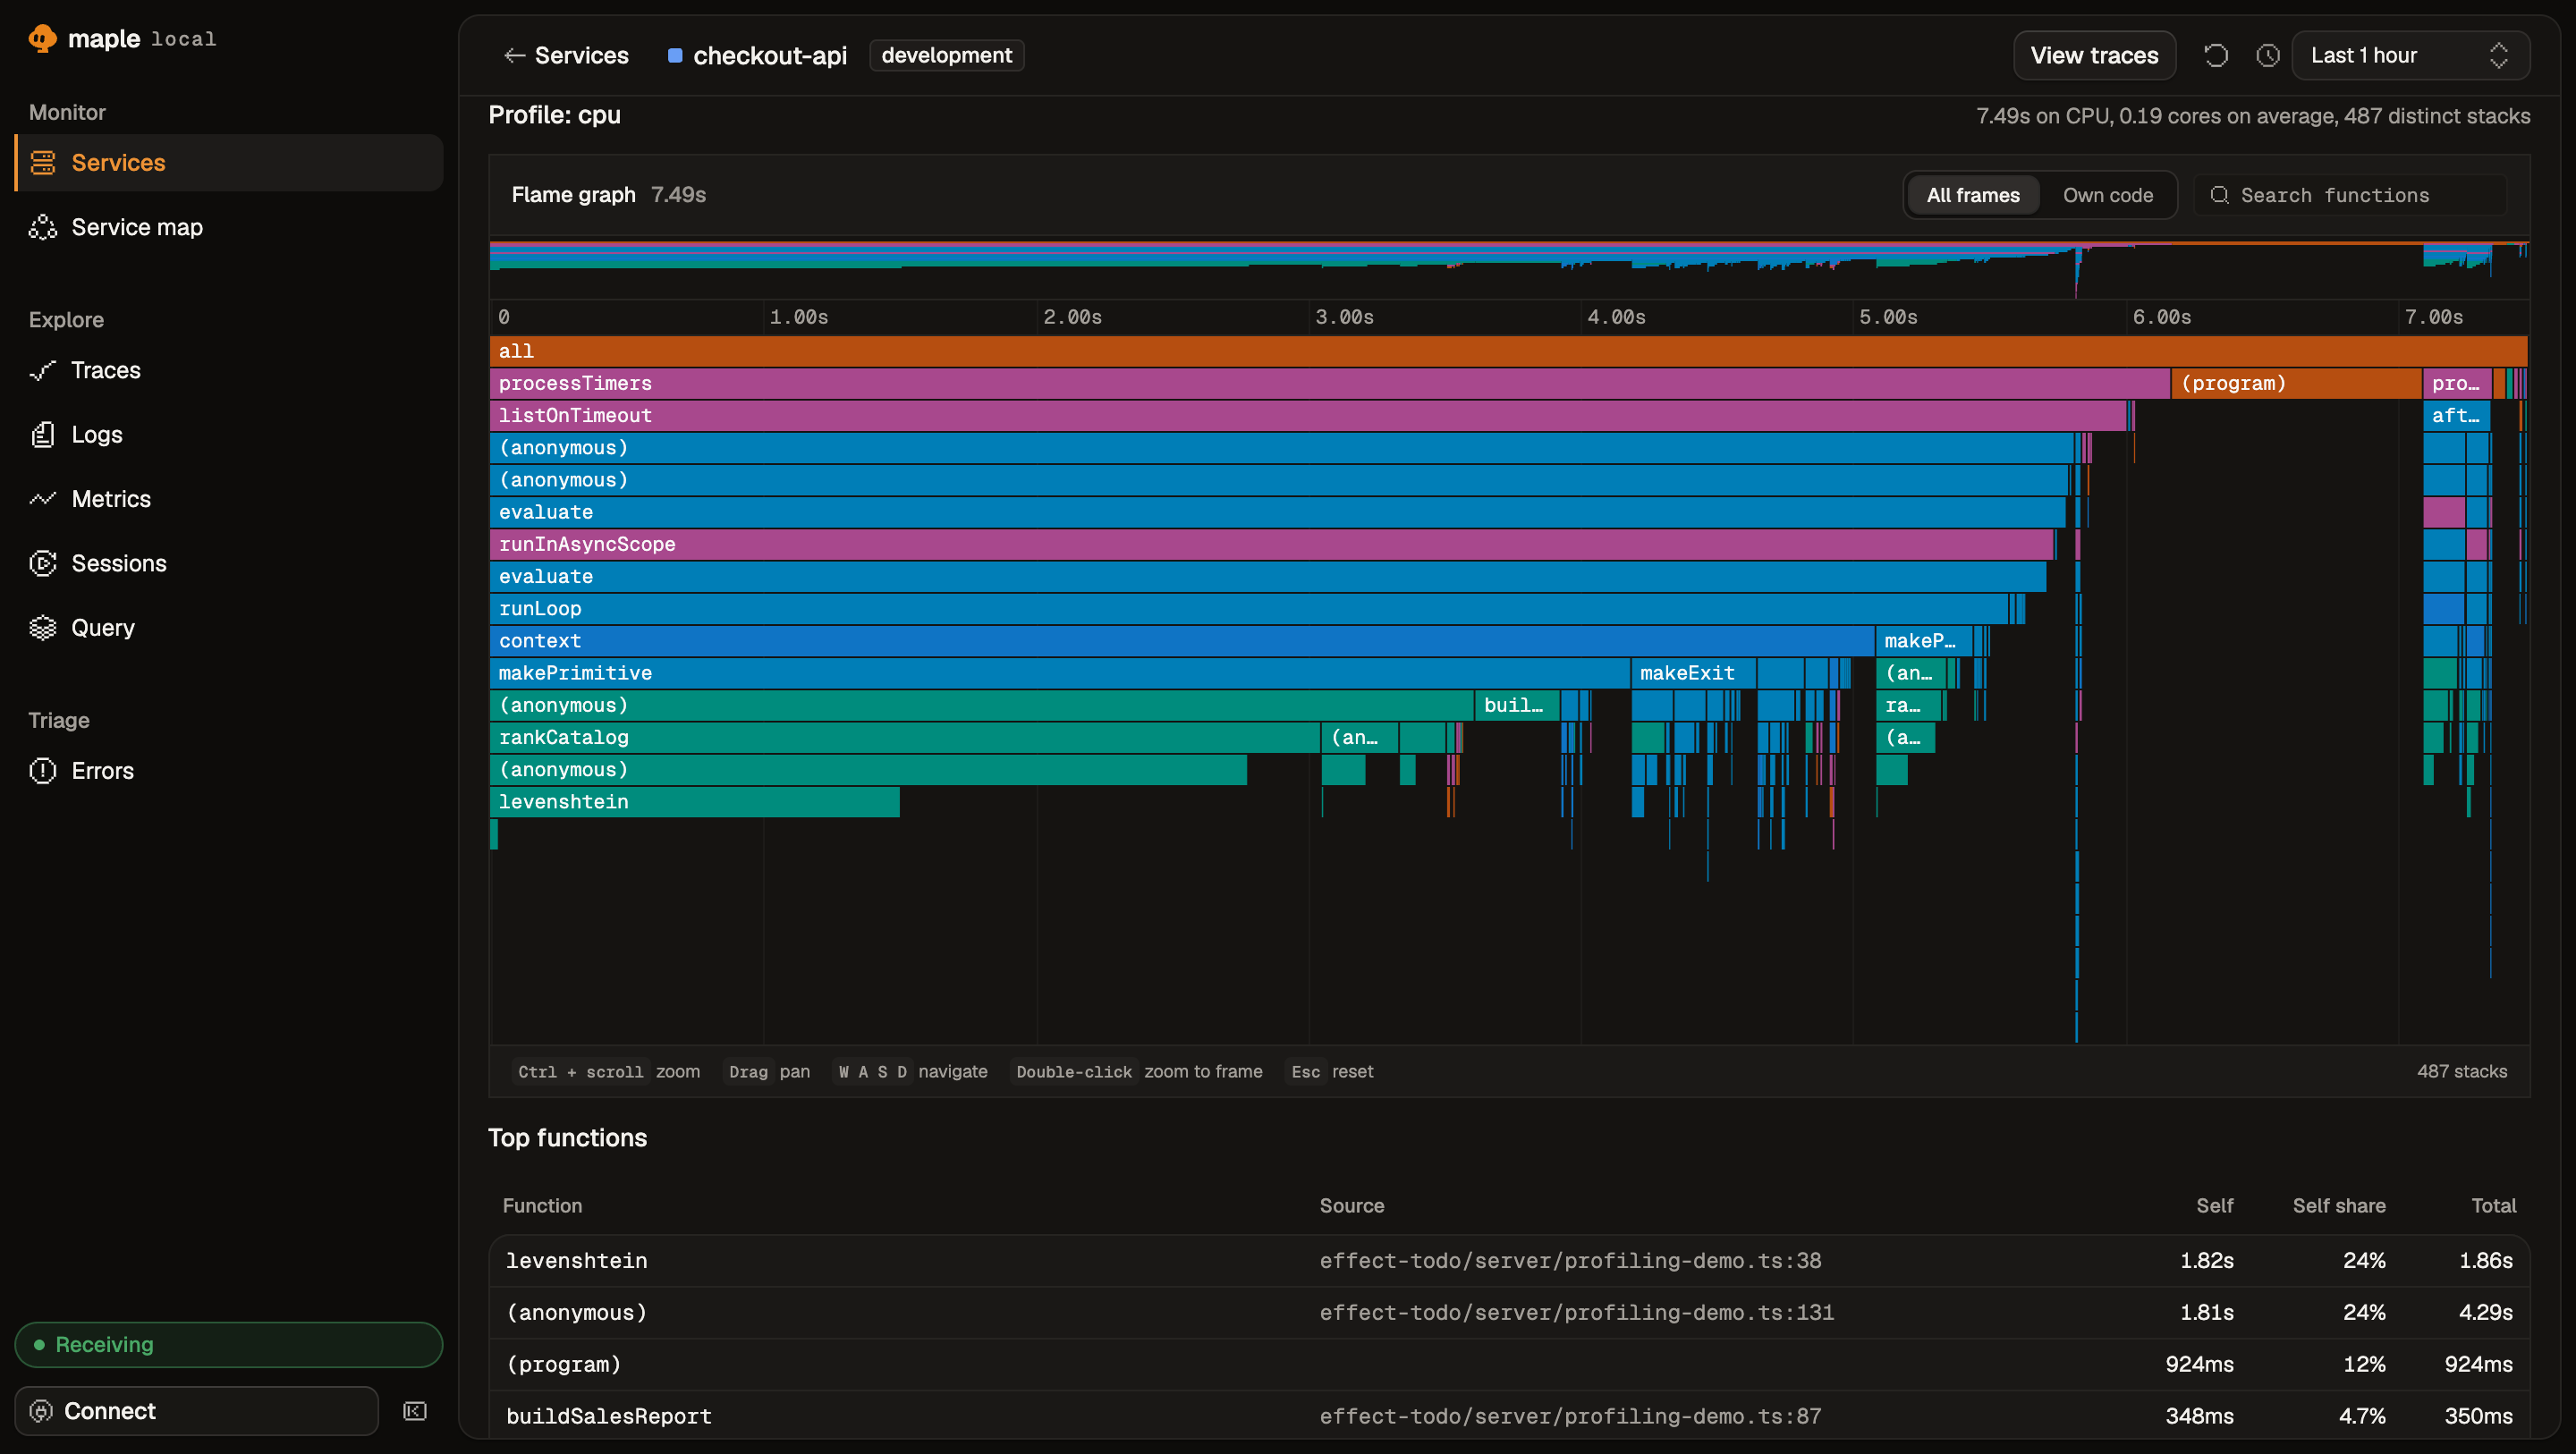 maple local
Monitor
Services
Service map
Explore
Traces
Logs
Metrics
Sessions
Query
Triage
Errors
Receiving
Connect
← Services checkout-api development View traces Last 1 hour
Profile: cpu 7.49s on CPU, 0.19 cores on average, 487 distinct stacks
Flame graph 7.49s All frames Own code Search functions
0 1.00s 2.00s 3.00s 4.00s 5.00s 6.00s 7.00s
all
processTimers (program) pro…
listOnTimeout aft…
(anonymous)
(anonymous)
evaluate
runInAsyncScope
evaluate
runLoop
context makeP…
makePrimitive makeExit (an…
(anonymous) buil… ra…
rankCatalog (an… (a…
(anonymous)
levenshtein
Ctrl + scroll zoom Drag pan W A S D navigate Double-click zoom to frame Esc reset 487 stacks
Top functions
Function Source Self Self share Total
levenshtein effect-todo/server/profiling-demo.ts:38 1.82s 24% 1.86s
(anonymous) effect-todo/server/profiling-demo.ts:131 1.81s 24% 4.29s
(program) 924ms 12% 924ms
buildSalesReport effect-todo/server/profiling-demo.ts:87 348ms 4.7% 350ms